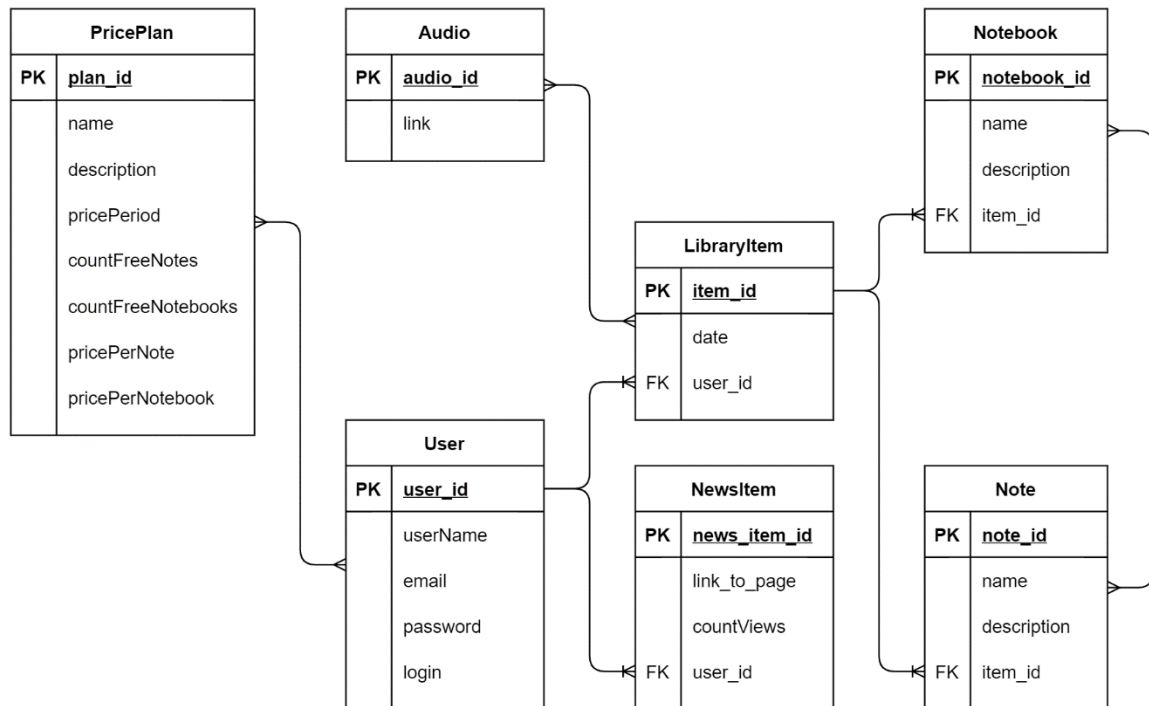 PricePlan
PK plan_id
name
description
pricePeriod
countFreeNotes
countFreeNotebooks
pricePerNote
pricePerNotebook
Audio
PK audio_id
link
Notebook
PK notebook_id
name
description
FK item_id
LibraryItem
PK item_id
date
FK user_id
User
PK user_id
userName
email
password
login
NewsItem
PK news_item_id
link_to_page
countViews
FK user_id
Note
PK note_id
name
description
FK item_id